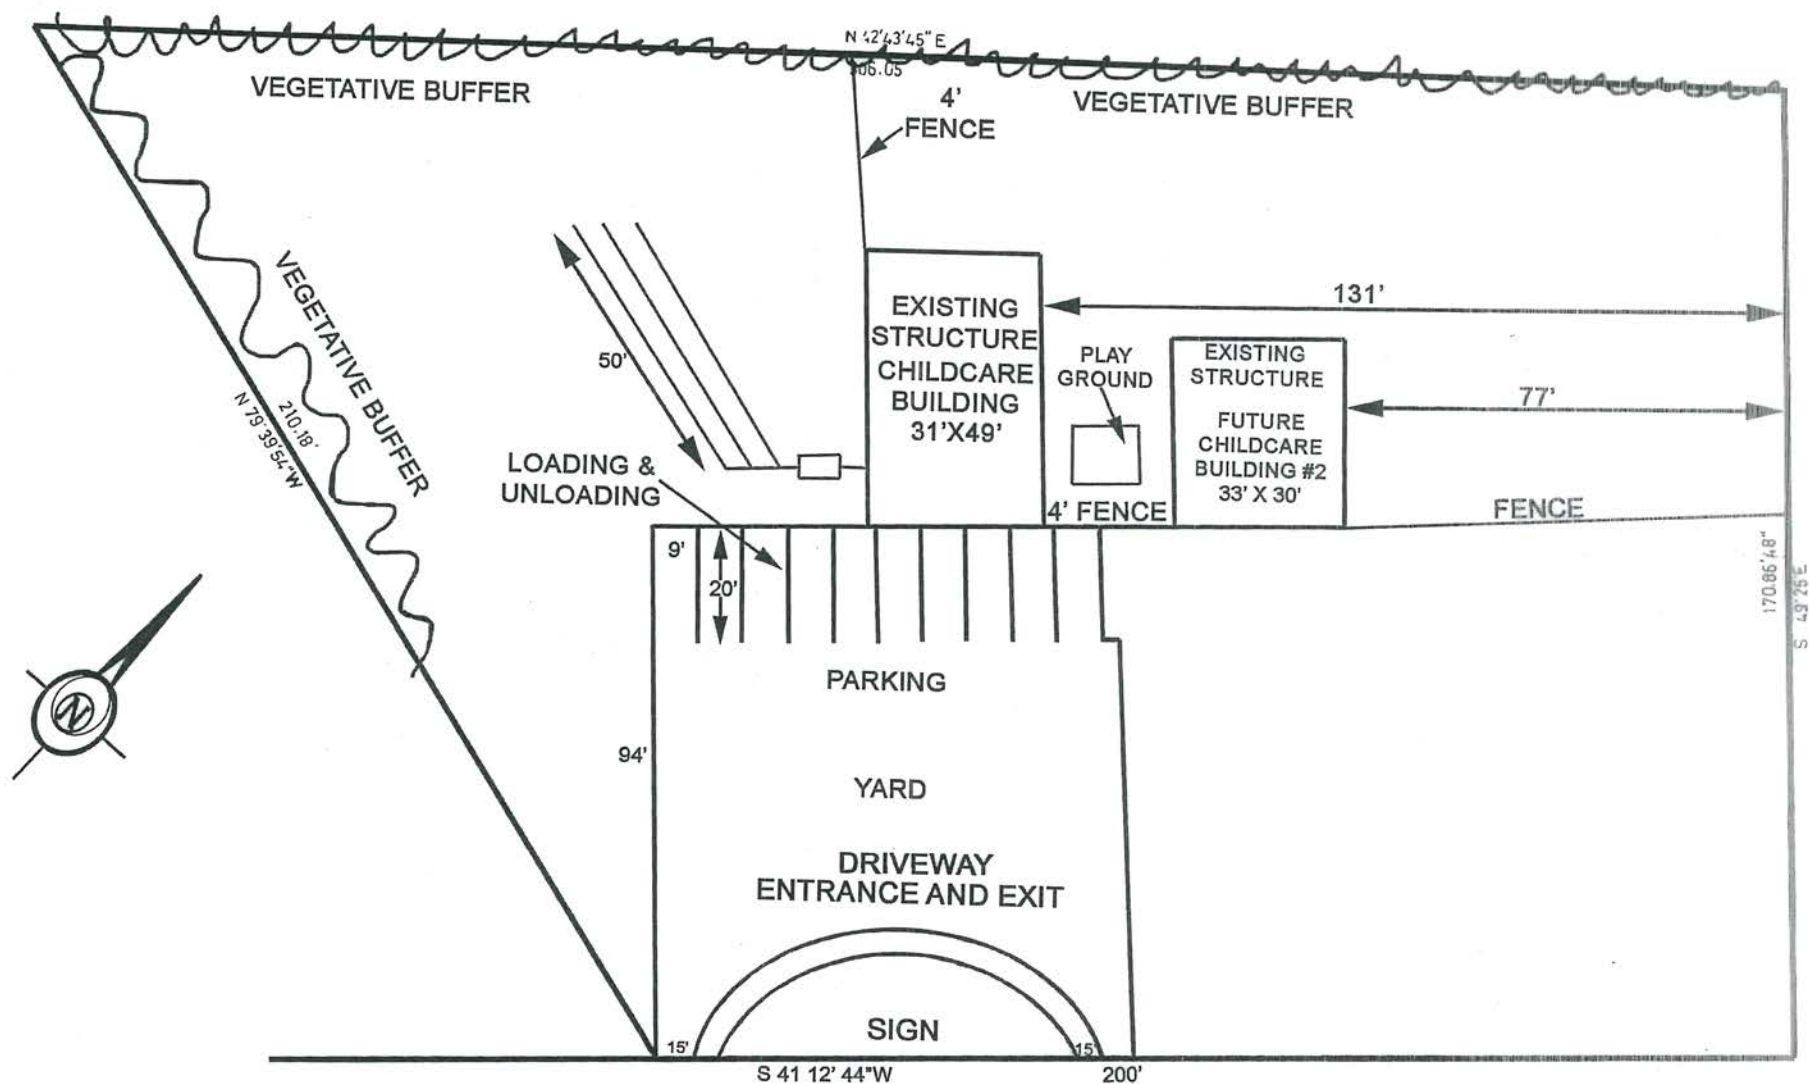 N 42'43'45" E
306.05
VEGETATIVE BUFFER
4'
FENCE
VEGETATIVE BUFFER
VEGETATIVE BUFFER
N 79°39'54"W
210.18'
50'
LOADING &
UNLOADING
EXISTING
STRUCTURE
CHILDCARE
BUILDING
31'X49'
131'
PLAY
GROUND
4' FENCE
EXISTING
STRUCTURE
FUTURE
CHILDCARE
BUILDING #2
33' X 30'
77'
FENCE
170.86'48"
S 49°26'E
9'
20'
N
PARKING
94'
YARD
DRIVEWAY
ENTRANCE AND EXIT
SIGN
15'
15'
S 41 12' 44"W
200'